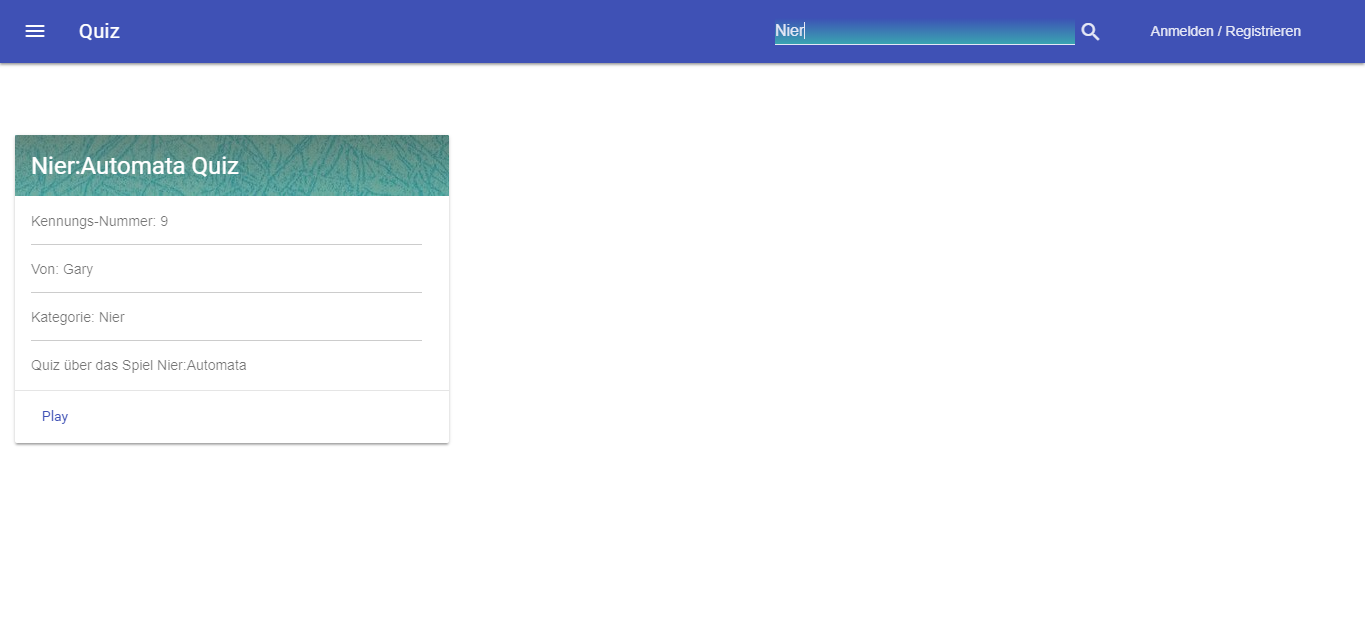 Quiz
Nier
Anmelden / Registrieren
Nier:Automata Quiz
Kennungs-Nummer: 9
Von: Gary
Kategorie: Nier
Quiz über das Spiel Nier:Automata
Play